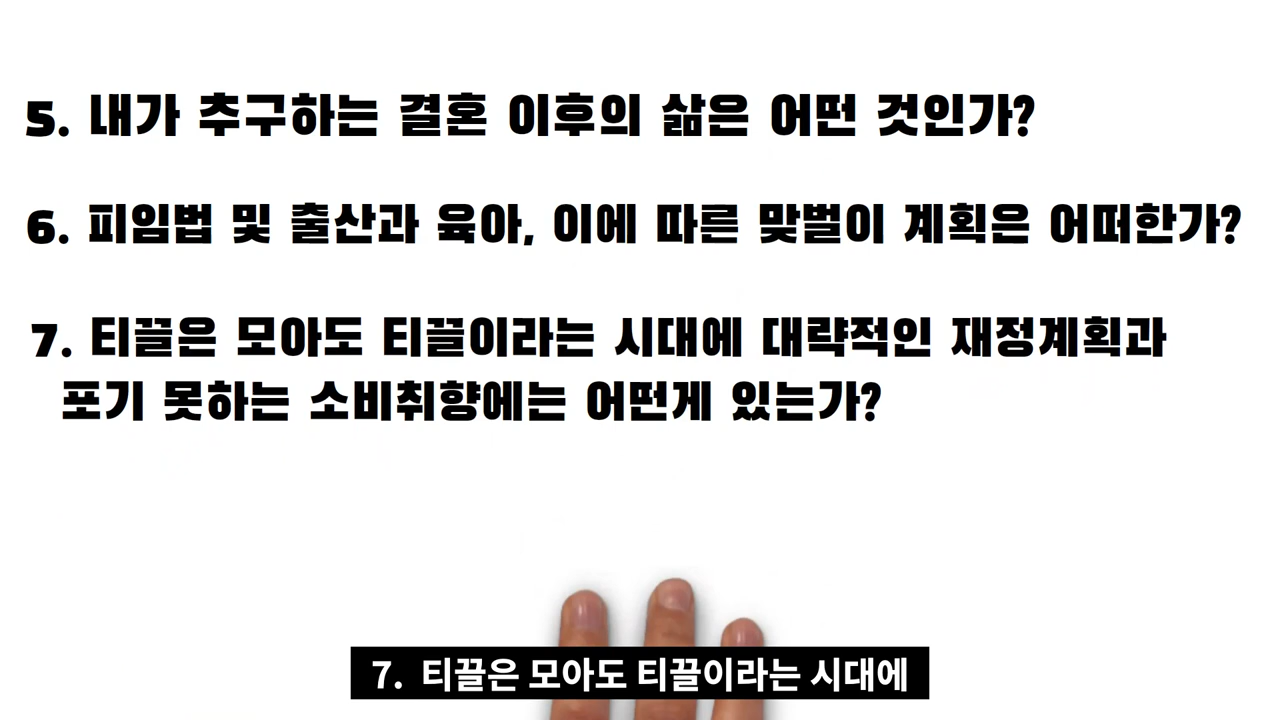 5. 내가 추구하는 결혼 이후의 삶은 어떤 것인가?
6. 피임법 및 출산과 육아, 이에 따른 맞벌이 계획은 어떠한가?
7. 티끌은 모아도 티끌이라는 시대에 대략적인 재정계획과
포기 못하는 소비취향에는 어떤게 있는가?
7. 티끌은 모아도 티끌이라는 시대에